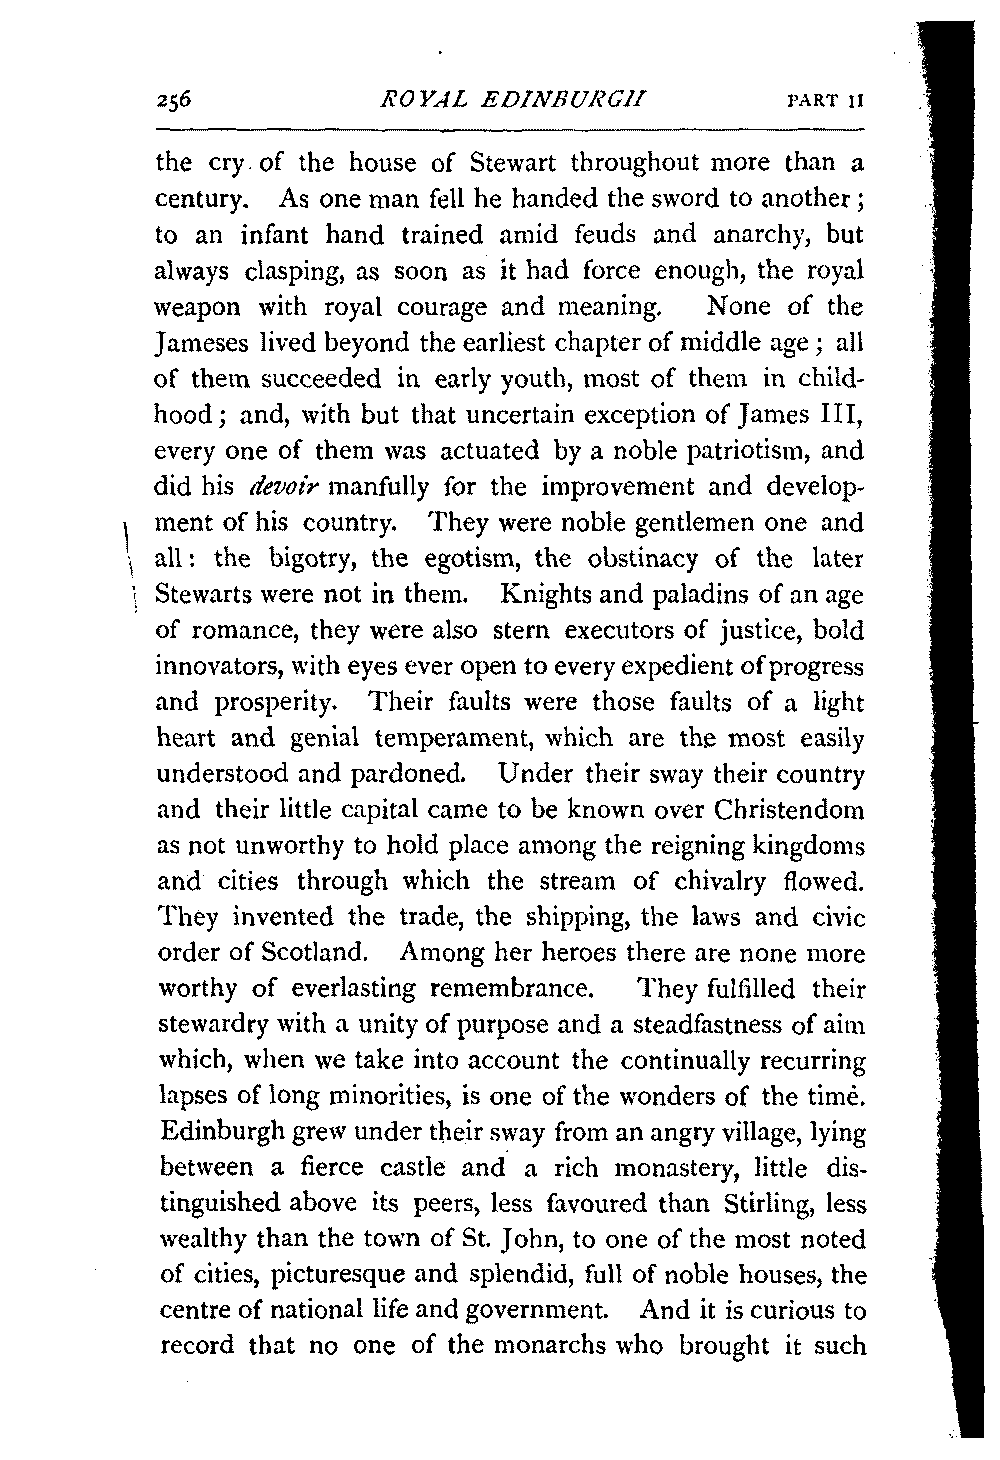 256 ROYAL EDINBURGH PART II
the cry of the house of Stewart throughout more than a
century. As one man fell he handed the sword to another;
to an infant hand trained amid feuds and anarchy, but
always clasping, as soon as it had force enough, the royal
weapon with royal courage and meaning. None of the
Jameses lived beyond the earliest chapter of middle age; all
of them succeeded in early youth, most of them in child-
hood; and, with but that uncertain exception of James III,
every one of them was actuated by a noble patriotism, and
did his devoir manfully for the improvement and develop-
ment of his country. They were noble gentlemen one and
all: the bigotry, the egotism, the obstinacy of the later
Stewarts were not in them. Knights and paladins of an age
of romance, they were also stern executors of justice, bold
innovators, with eyes ever open to every expedient of progress
and prosperity. Their faults were those faults of a light
heart and genial temperament, which are the most easily
understood and pardoned. Under their sway their country
and their little capital came to be known over Christendom
as not unworthy to hold place among the reigning kingdoms
and cities through which the stream of chivalry flowed.
They invented the trade, the shipping, the laws and civic
order of Scotland. Among her heroes there are none more
worthy of everlasting remembrance. They fulfilled their
stewardry with a unity of purpose and a steadfastness of aim
which, when we take into account the continually recurring
lapses of long minorities, is one of the wonders of the time.
Edinburgh grew under their sway from an angry village, lying
between a fierce castle and a rich monastery, little dis-
tinguished above its peers, less favoured than Stirling, less
wealthy than the town of St. John, to one of the most noted
of cities, picturesque and splendid, full of noble houses, the
centre of national life and government. And it is curious to
record that no one of the monarchs who brought it such